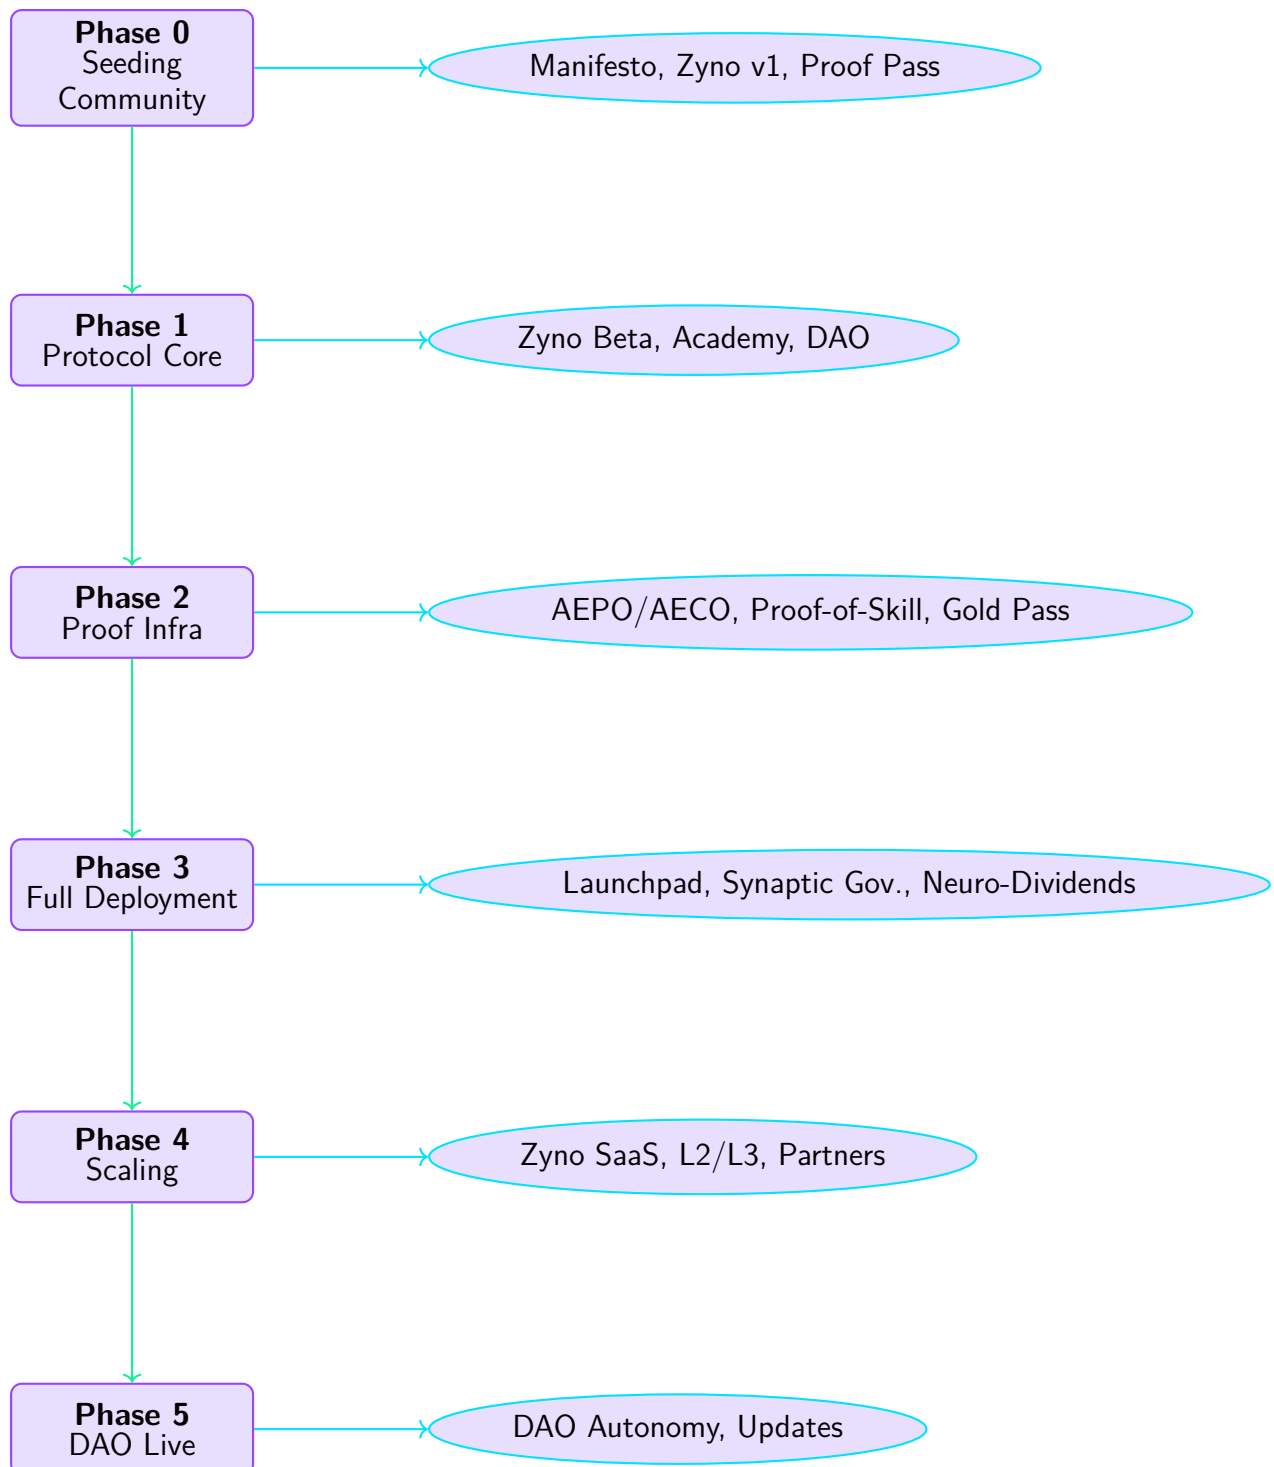 Phase 0
Seeding
Community
Manifesto, Zyno v1, Proof Pass
Phase 1
Protocol Core
Zyno Beta, Academy, DAO
Phase 2
Proof Infra
AEPO/AECO, Proof-of-Skill, Gold Pass
Phase 3
Full Deployment
Launchpad, Synaptic Gov., Neuro-Dividends
Phase 4
Scaling
Zyno SaaS, L2/L3, Partners
Phase 5
DAO Live
DAO Autonomy, Updates